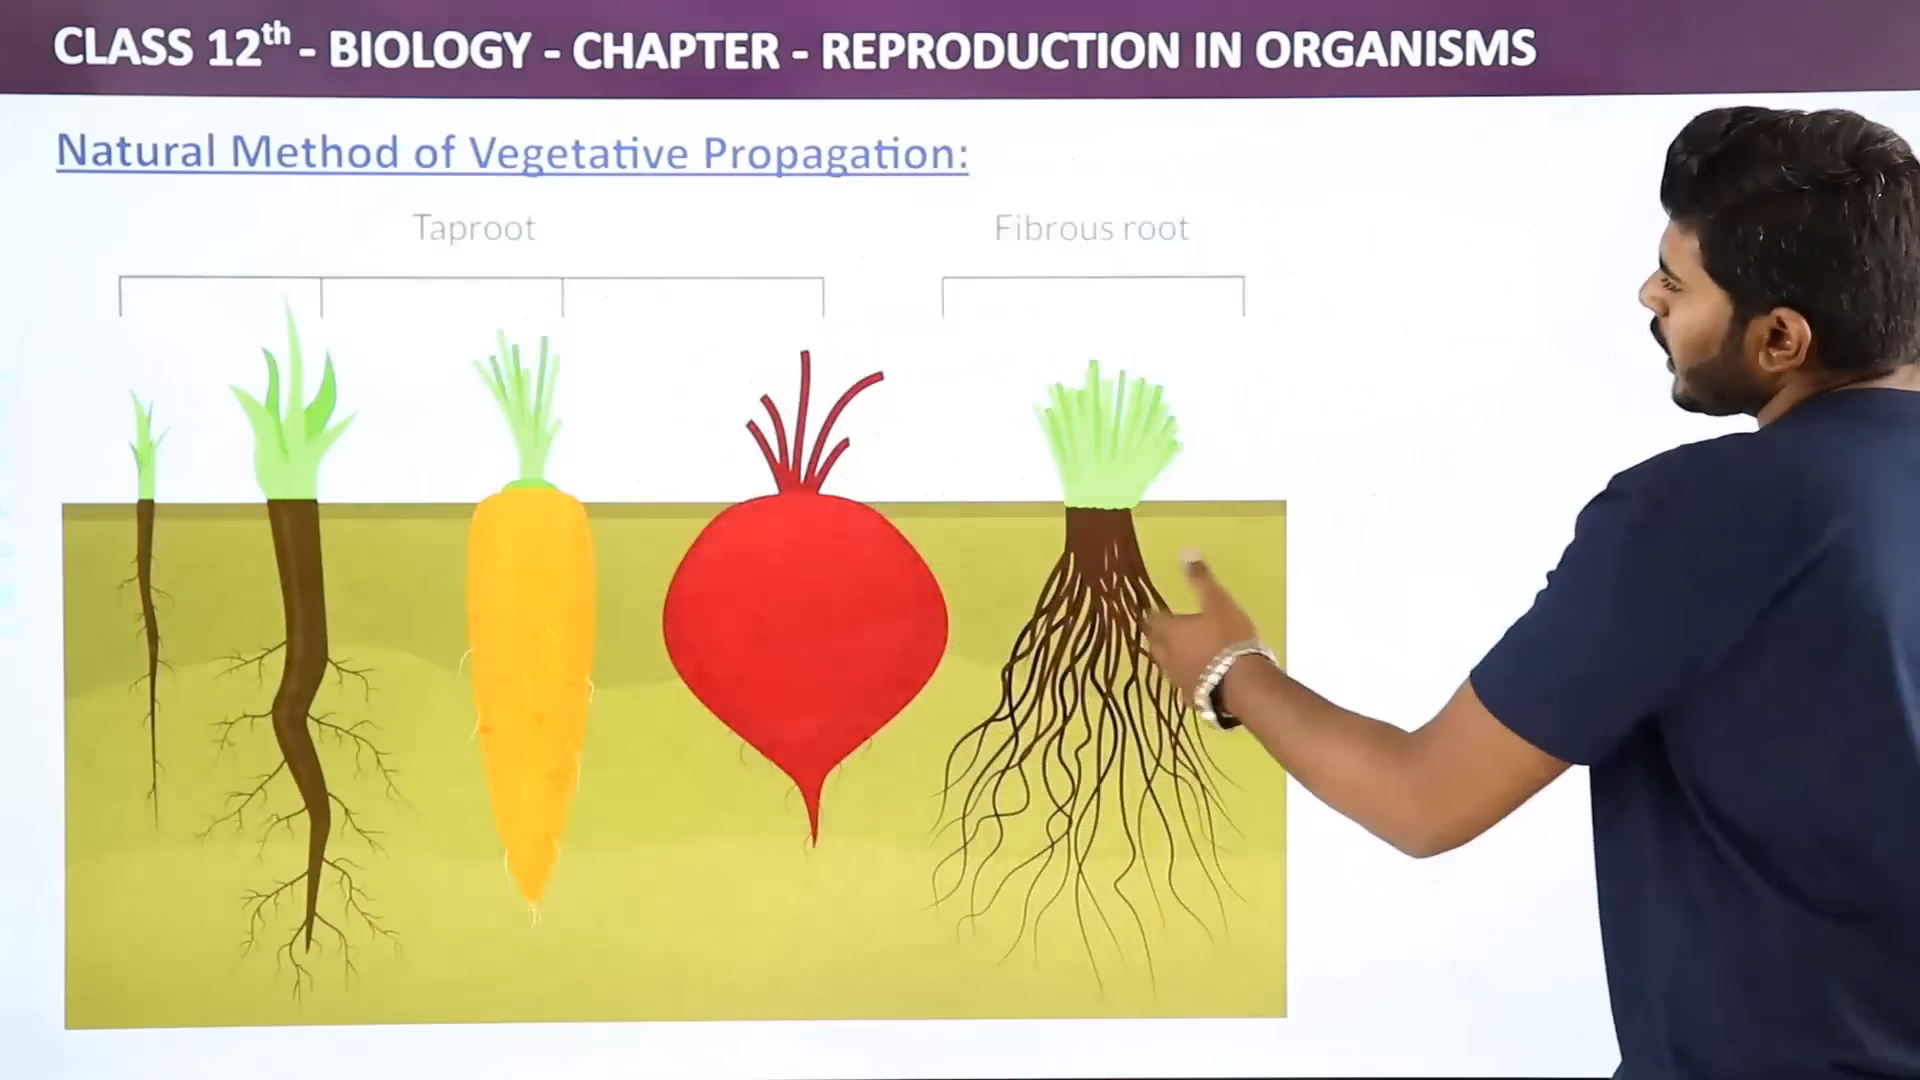 CLASS 12th - BIOLOGY - CHAPTER - REPRODUCTION IN ORGANISMS
Natural Method of Vegetative Propagation:
Taproot
Fibrous root